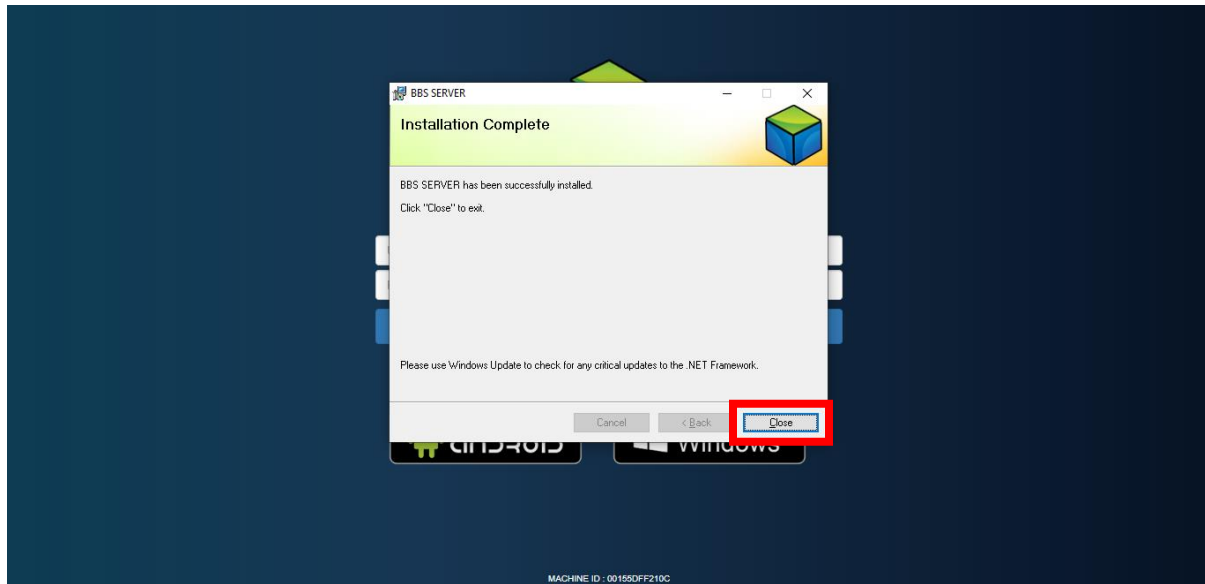 BBS SERVER
Installation Complete
BBS SERVER has been successfully installed.
Click "Close" to exit.
Please use Windows Update to check for any critical updates to the .NET Framework.
Cancel < Back Close
android Windows
MACHINE ID : 00155DFF210C